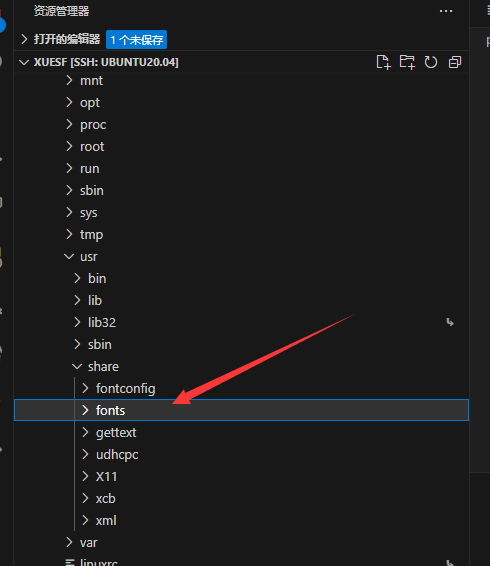 资源管理器
打开的编辑器 1 个未保存
XUESF [SSH: UBUNTU20.04]
mnt
opt
proc
root
run
sbin
sys
tmp
usr
bin
lib
lib32
sbin
share
fontconfig
fonts
gettext
udhcpc
X11
xcb
xml
var
linuxrc